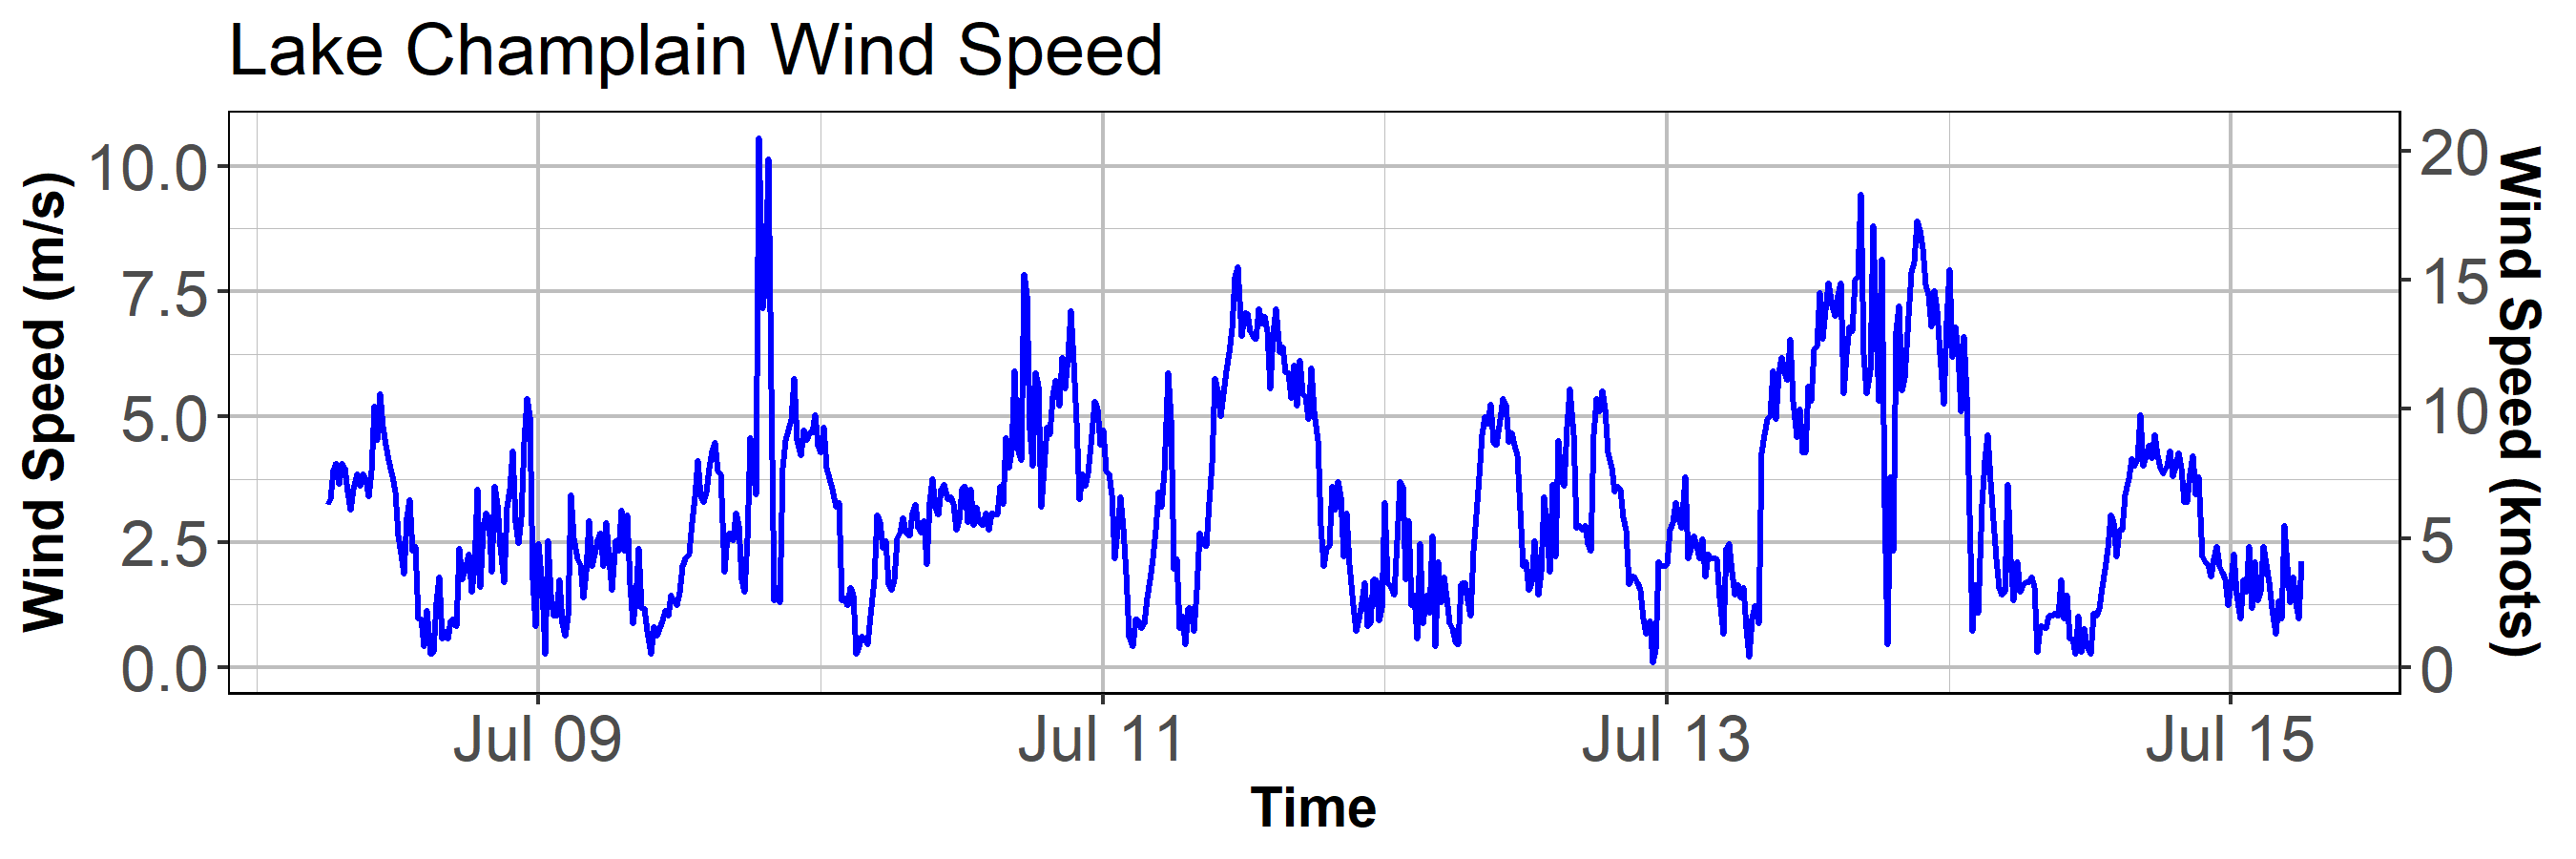 Lake Champlain Wind Speed
Wind Speed (m/s)
10.0
7.5
5.0
2.5
0.0
20
15
10
5
0
Wind Speed (knots)
Jul 09
Jul 11
Jul 13
Jul 15
Time